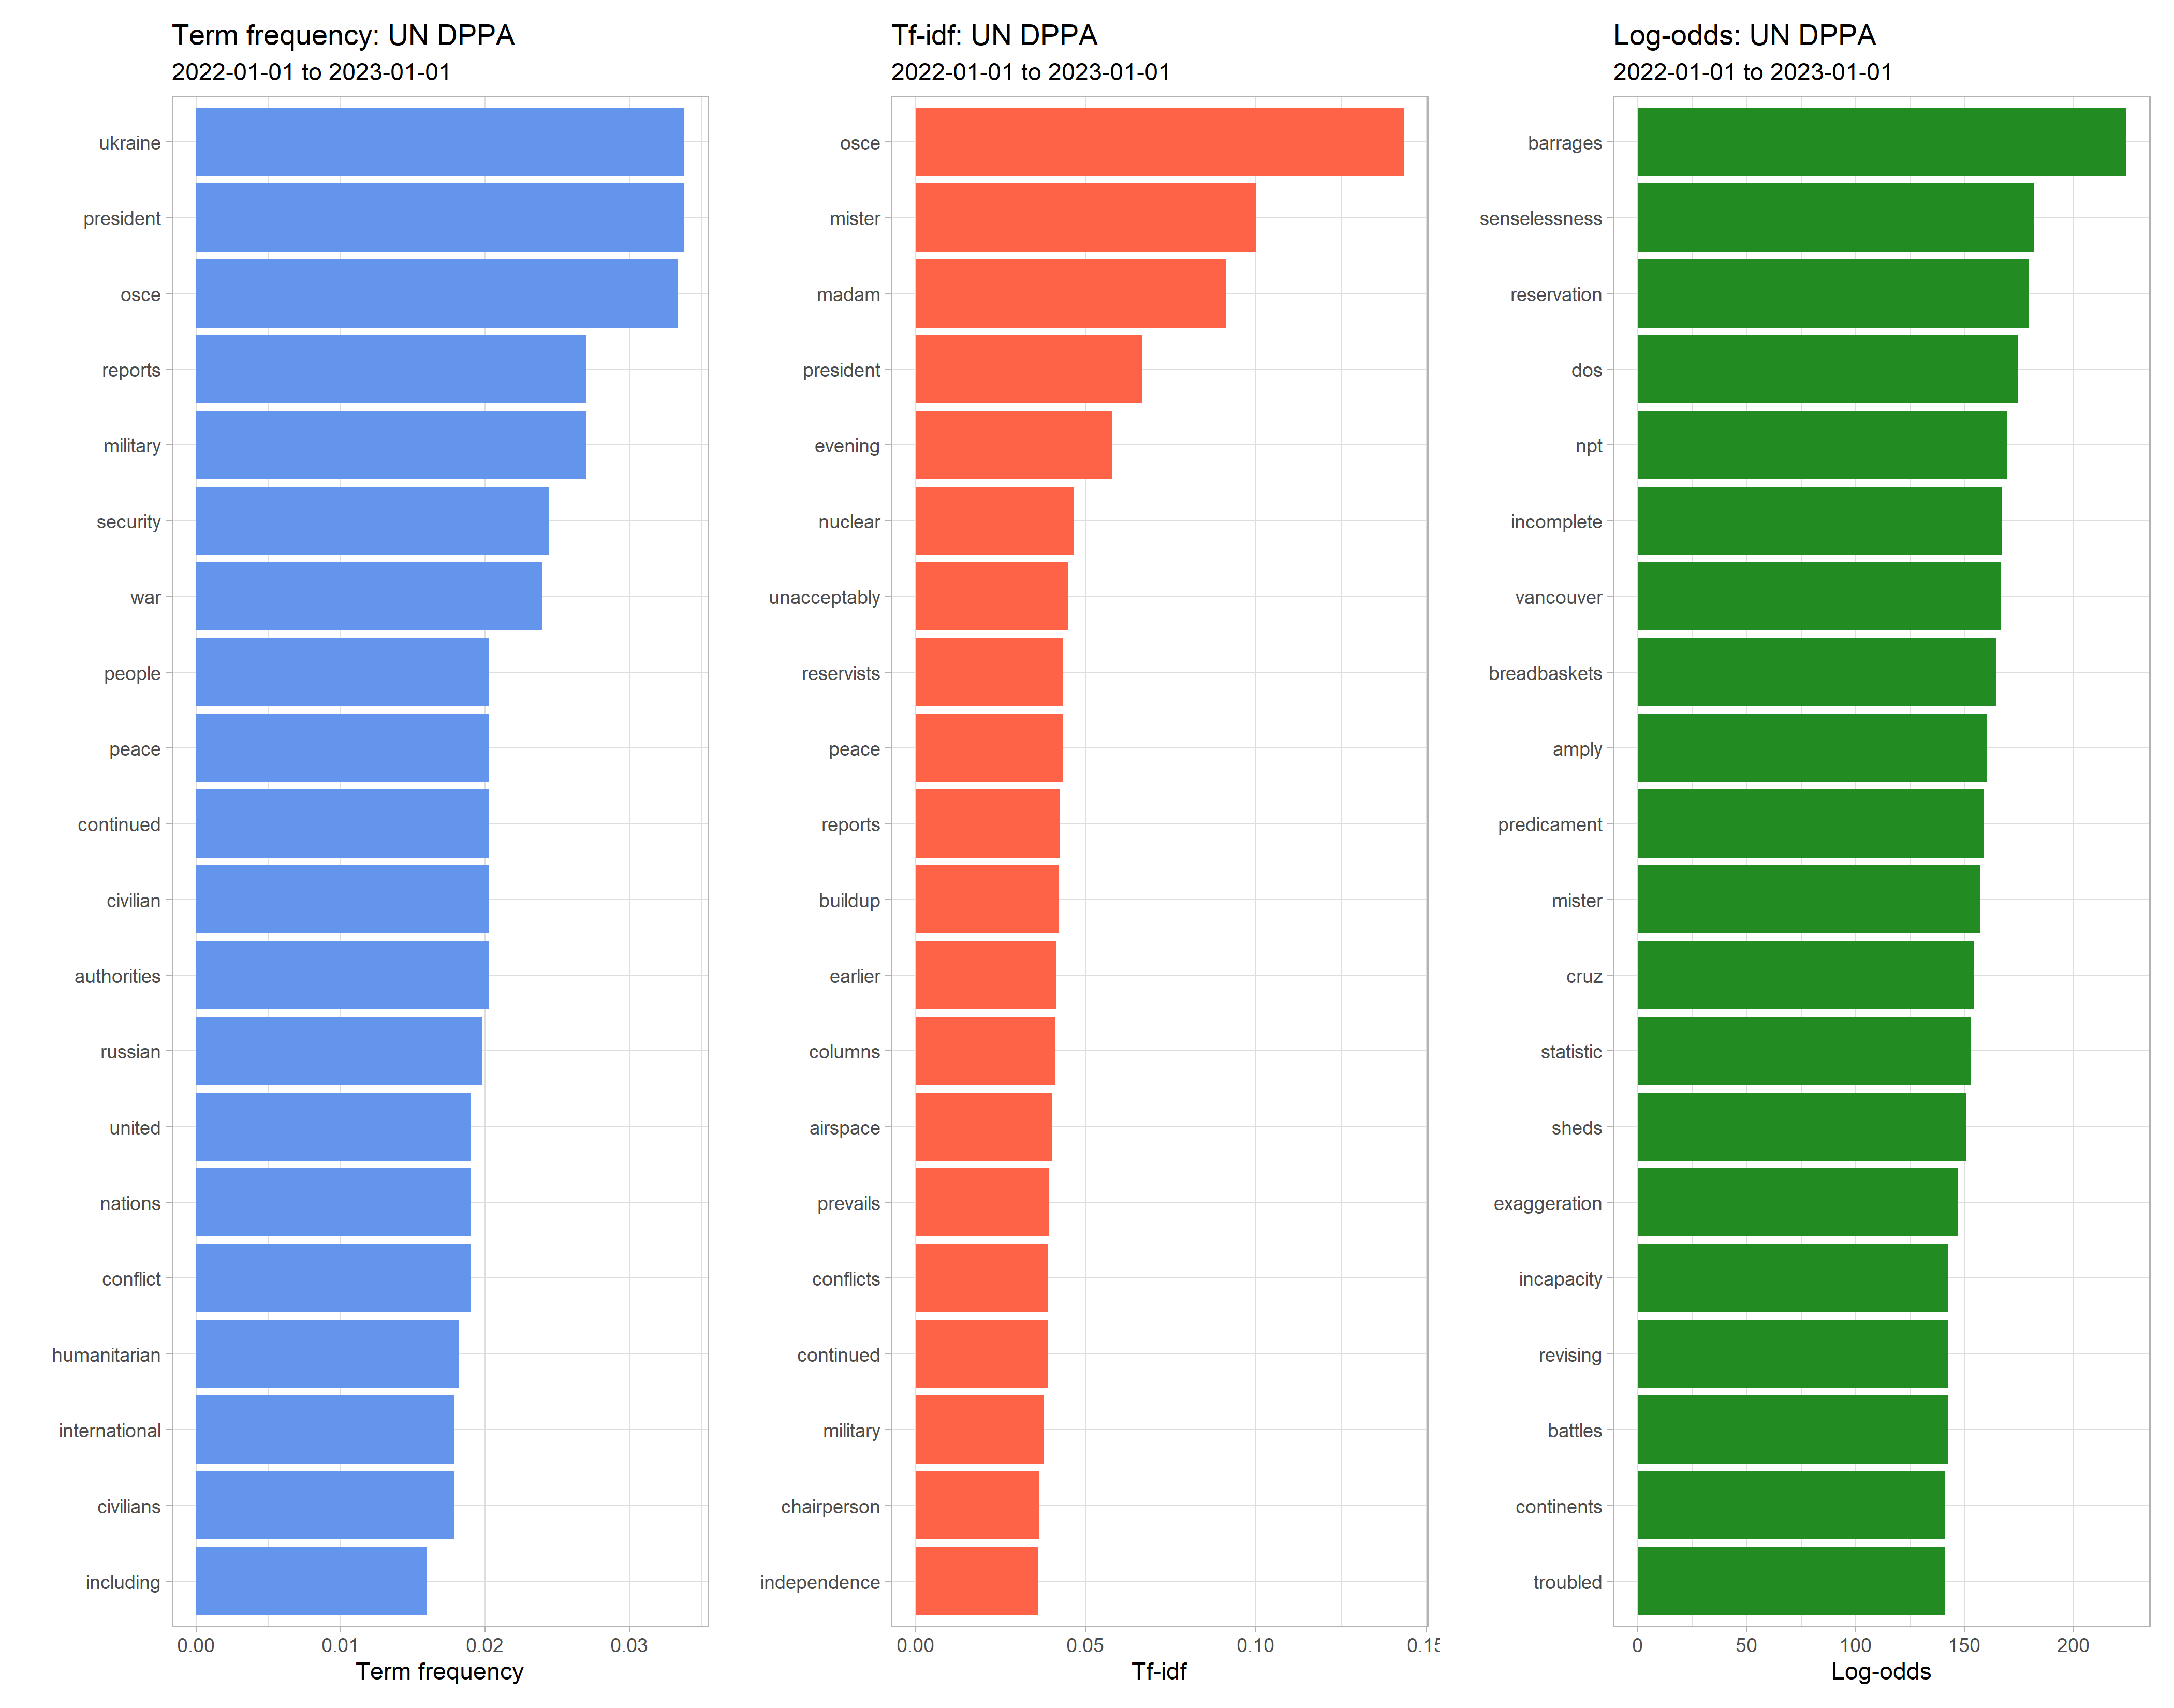 Term frequency: UN DPPA
2022-01-01 to 2023-01-01
ukraine
president
osce
reports
military
security
war
people
peace
continued
civilian
authorities
russian
united
nations
conflict
humanitarian
international
civilians
including
0.00 0.01 0.02 0.03
Term frequency
Tf-idf: UN DPPA
2022-01-01 to 2023-01-01
osce
mister
madam
president
evening
nuclear
unacceptably
reservists
peace
reports
buildup
earlier
columns
airspace
prevails
conflicts
continued
military
chairperson
independence
0.00 0.05 0.10 0.15
Tf-idf
Log-odds: UN DPPA
2022-01-01 to 2023-01-01
barrages
senselessness
reservation
dos
npt
incomplete
vancouver
breadbaskets
amply
predicament
mister
cruz
statistic
sheds
exaggeration
incapacity
revising
battles
continents
troubled
0 50 100 150 200
Log-odds